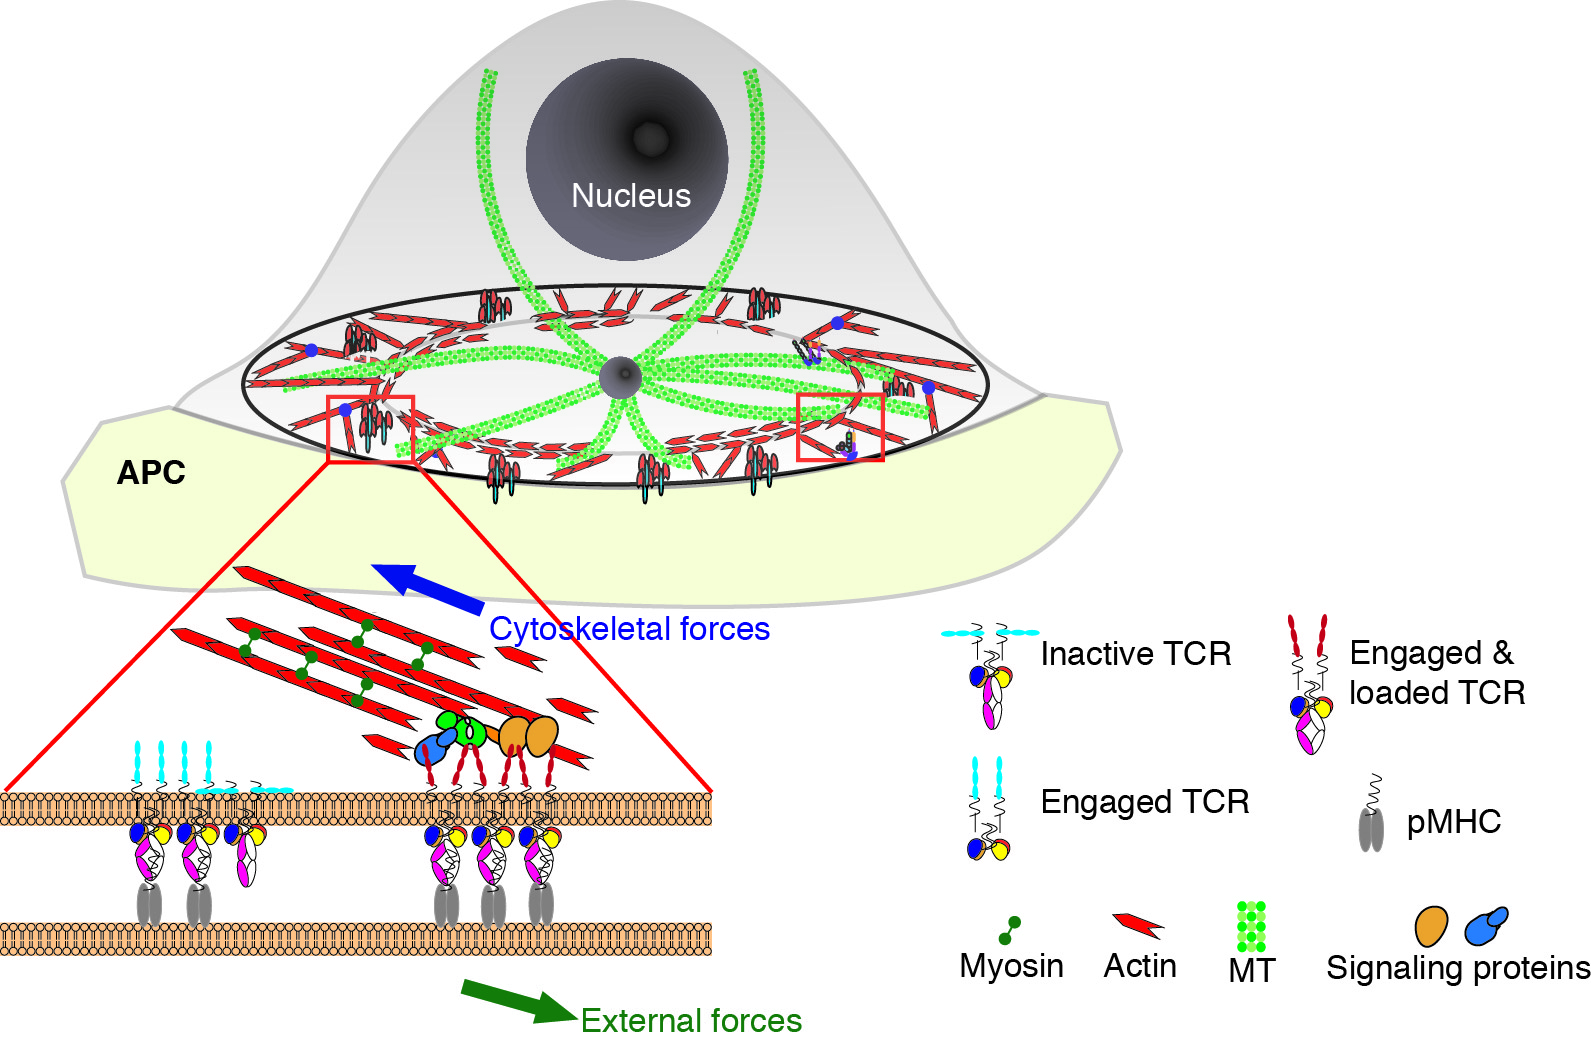 Nucleus
APC
Cytoskeletal forces
Inactive TCR
Engaged &
loaded TCR
Engaged TCR
pMHC
Myosin
Actin
MT
Signaling proteins
External forces